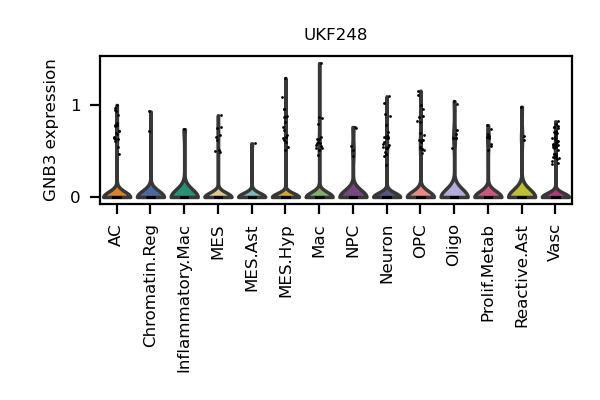 UKF248
GNB3 expression
1
0
AC
Chromatin.Reg
Inflammatory.Mac
MES
MES.Ast
MES.Hyp
Mac
NPC
Neuron
OPC
Oligo
Prolif.Metab
Reactive.Ast
Vasc